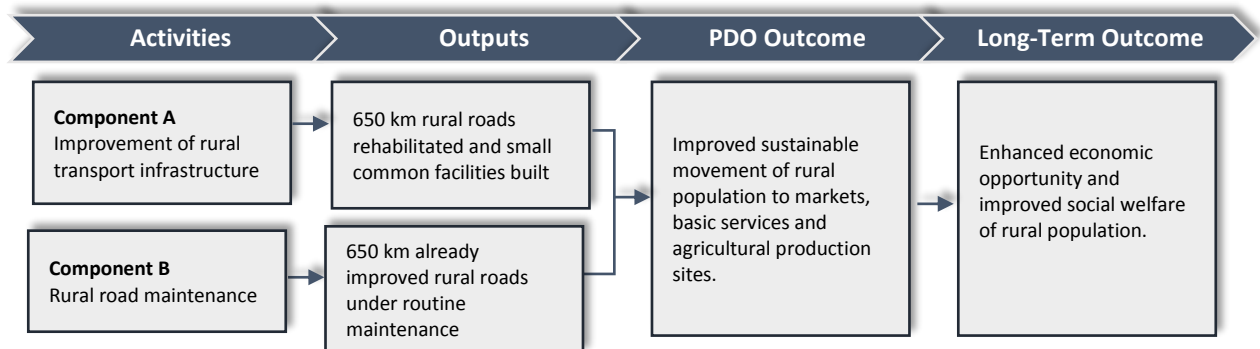 Activities
Outputs
PDO Outcome
Long-Term Outcome
Component A
Improvement of rural
transport infrastructure
650 km rural roads
rehabilitated and small
common facilities built
Component B
Rural road maintenance
650 km already
improved rural roads
under routine
maintenance
Improved sustainable
movement of rural
population to markets,
basic services and
agricultural production
sites.
Enhanced economic
opportunity and
improved social welfare
of rural population.